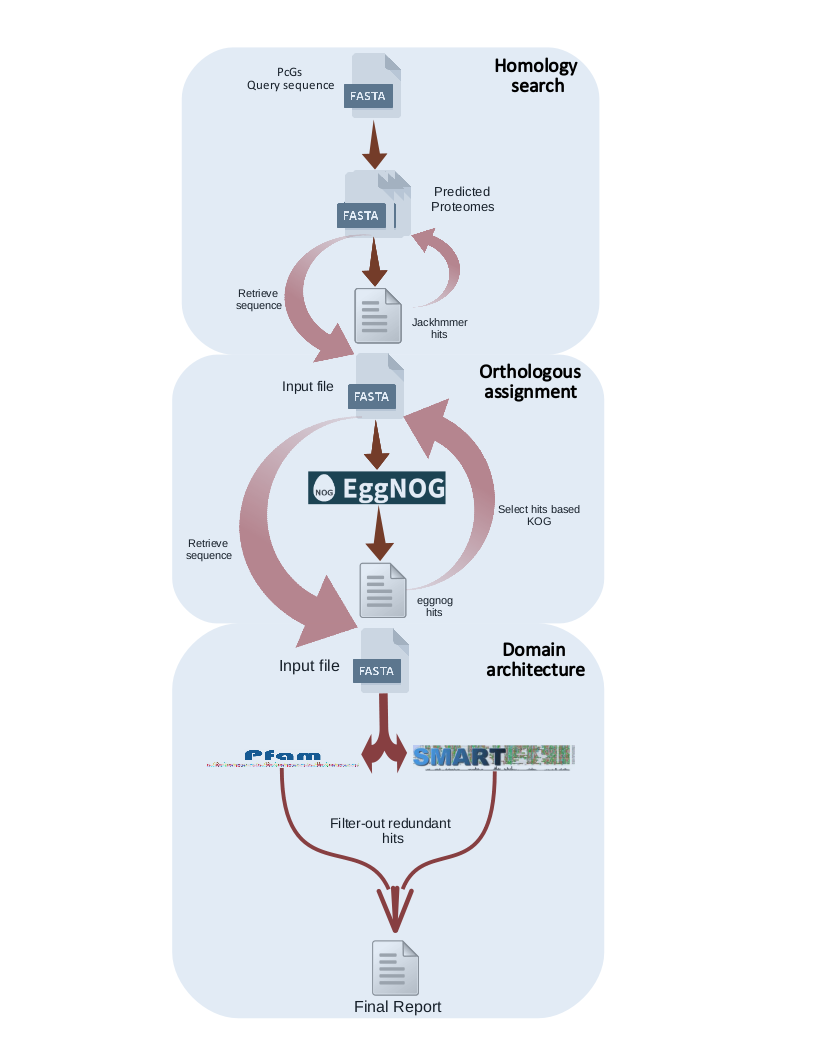 Homology
search
PcGs
Query sequence
FASTA
Predicted
Proteomes
FASTA
Retrieve
sequence
Jackhmmer
hits
Orthologous
assignment
Input file
FASTA
NOG EggNOG
Select hits based
KOG
Retrieve
sequence
eggnog
hits
Domain
architecture
Input file
FASTA
Pfam
SMART
Filter-out redundant
hits
Final Report